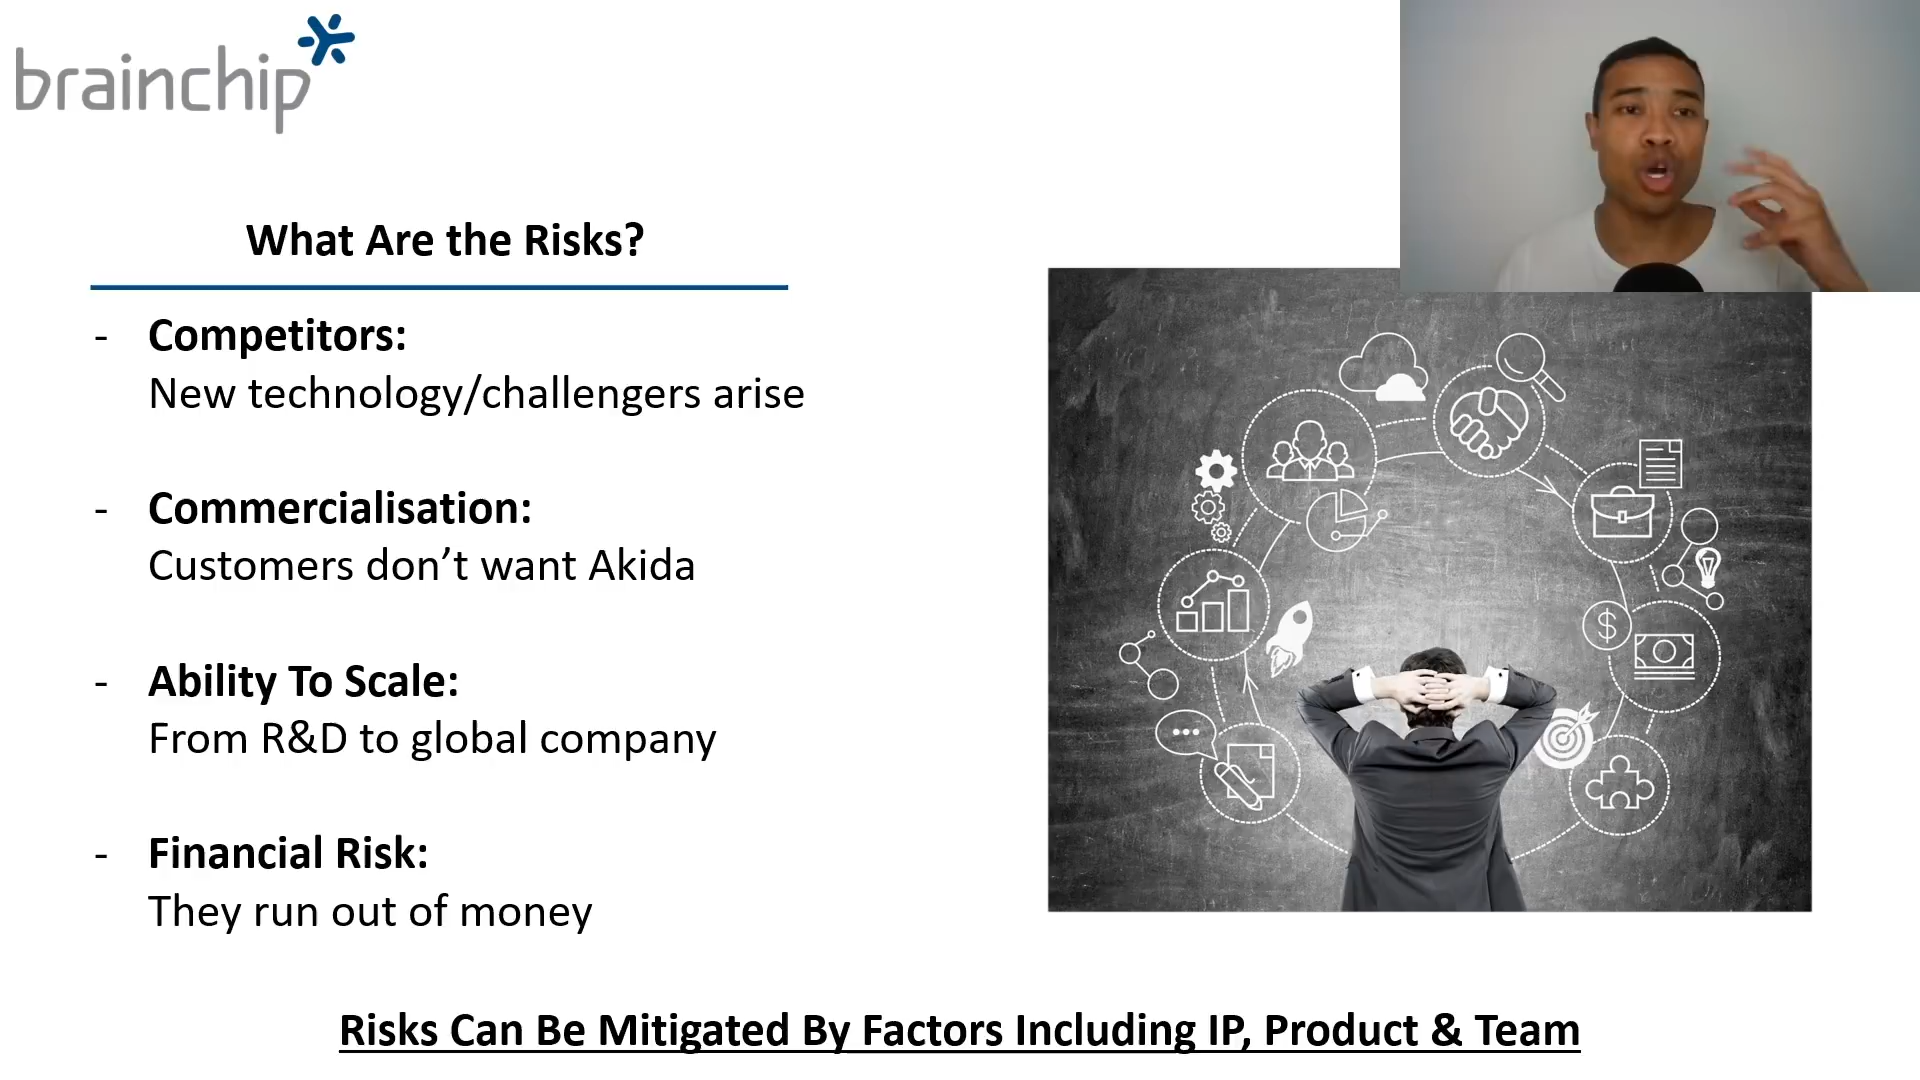 brainchip
What Are the Risks?
- Competitors:
New technology/challengers arise
- Commercialisation:
Customers don’t want Akida
- Ability To Scale:
From R&D to global company
- Financial Risk:
They run out of money
$
Risks Can Be Mitigated By Factors Including IP, Product & Team